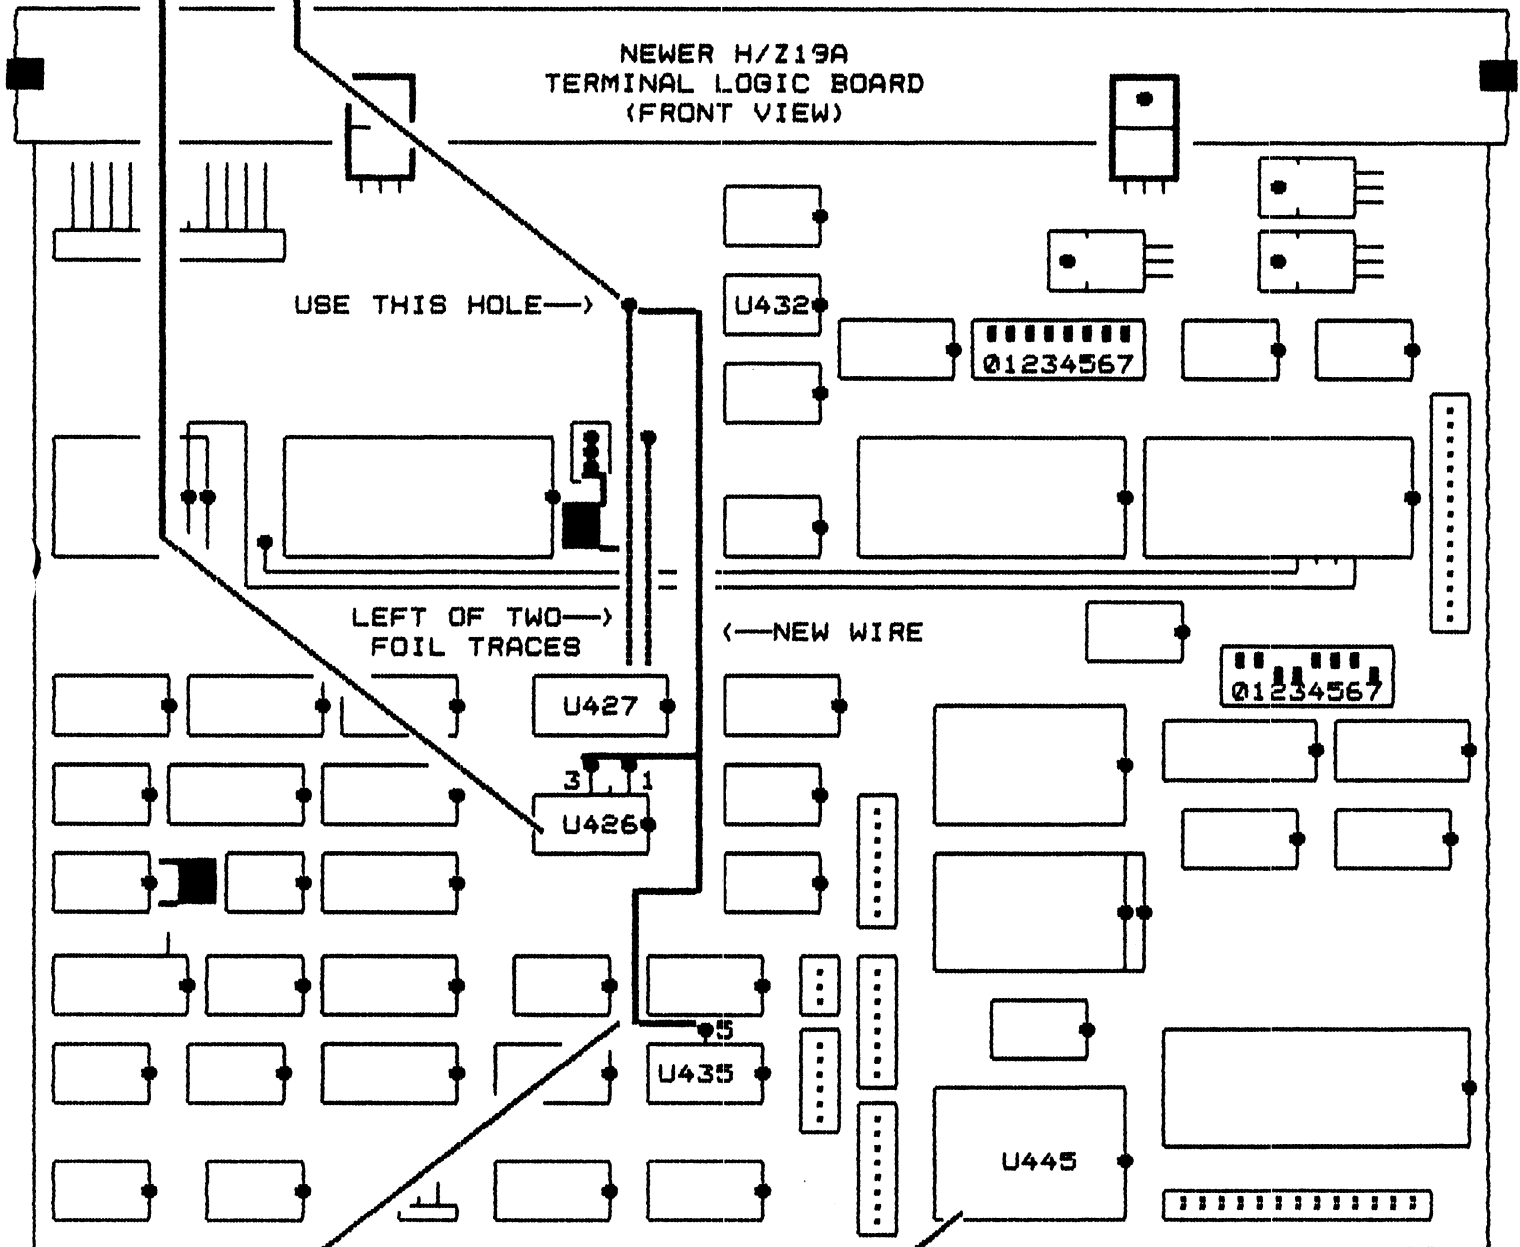 NEWER H/Z19A
TERMINAL LOGIC BOARD
(FRONT VIEW)
USE THIS HOLE—>
U432
01234567
LEFT OF TWO—>
FOIL TRACES
<—NEW WIRE
01234567
U427
3 1
U426
5
U435
U445